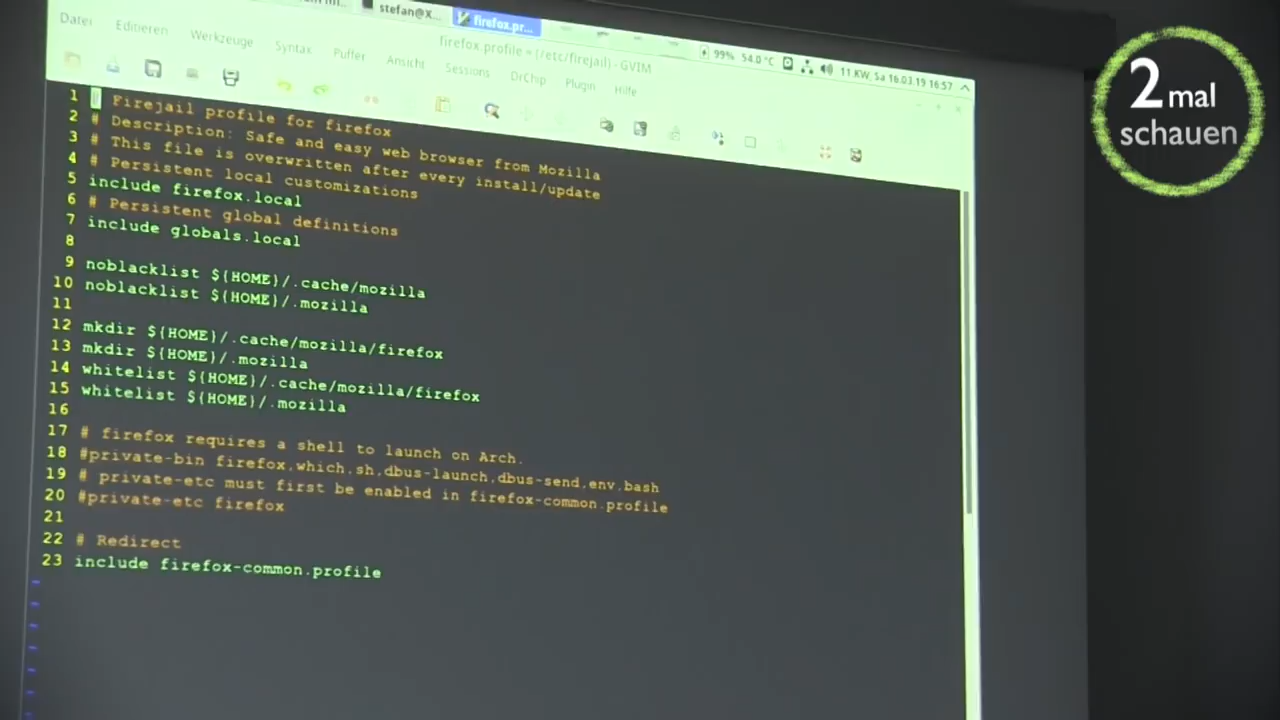 stefan@X...
firefox.pr...
firefox.profile = (/etc/firejail) - GVIM
99% 54.0 °C 11 KW, Sa 16.03.19 16:57
Datei Editieren Werkzeuge Syntax Puffer Ansicht Sessions DrChip Plugin Hilfe
1 Firejail profile for firefox
2 # Description: Safe and easy web browser from Mozilla
3 # This file is overwritten after every install/update
4 # Persistent local customizations
5 include firefox.local
6 # Persistent global definitions
7 include globals.local
8
9 noblacklist ${HOME}/.cache/mozilla
10 noblacklist ${HOME}/.mozilla
11
12 mkdir ${HOME}/.cache/mozilla/firefox
13 mkdir ${HOME}/.mozilla
14 whitelist ${HOME}/.cache/mozilla/firefox
15 whitelist ${HOME}/.mozilla
16
17 # firefox requires a shell to launch on Arch.
18 #private-bin firefox,which,sh,dbus-launch,dbus-send,env,bash
19 # private-etc must first be enabled in firefox-common.profile
20 #private-etc firefox
21
22 # Redirect
23 include firefox-common.profile
2 mal
schauen